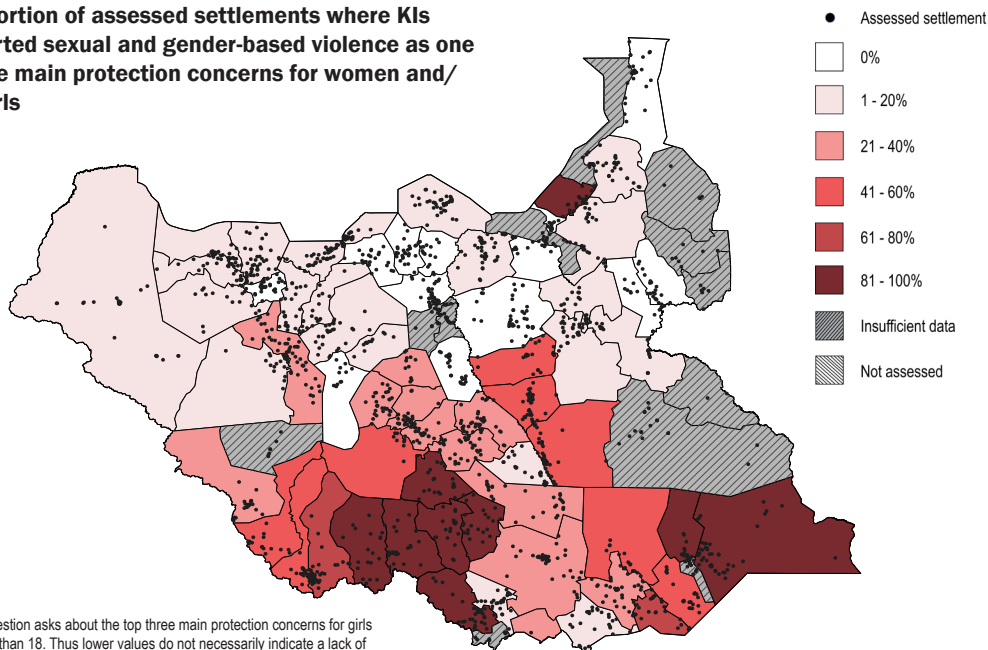 ortion of assessed settlements where KIs
rted sexual and gender-based violence as one
e main protection concerns for women and/
rls
Assessed settlement
0%
1 - 20%
21 - 40%
41 - 60%
61 - 80%
81 - 100%
Insufficient data
Not assessed
estion asks about the top three main protection concerns for girls
than 18. Thus lower values do not necessarily indicate a lack of